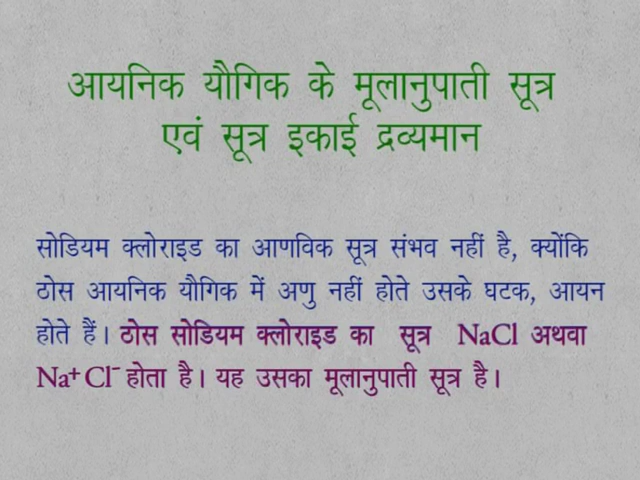 आयनिक यौगिक के मूलानुपाती सूत्र
एवं सूत्र इकाई द्रव्यमान
सोडियम क्लोराइड का आणविक सूत्र संभव नहीं है, क्योंकि
ठोस आयनिक यौगिक में अणु नहीं होते उसके घटक, आयन
होते हैं। ठोस सोडियम क्लोराइड का सूत्र NaCl अथवा
Na⁺Cl⁻ होता है। यह उसका मूलानुपाती सूत्र है।